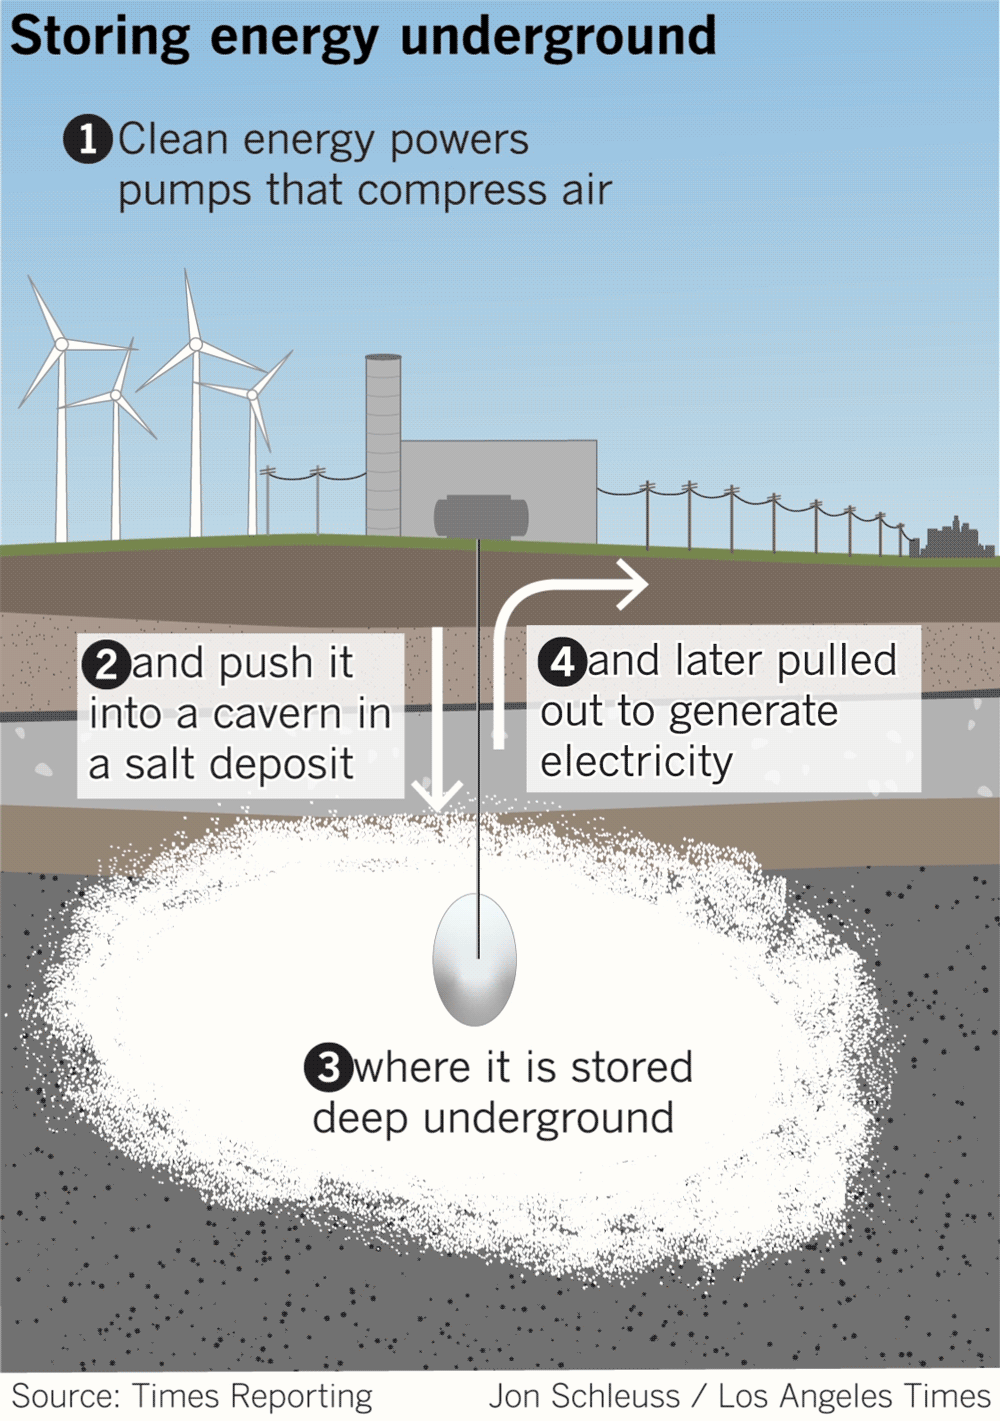 Storing energy underground
1 Clean energy powers
pumps that compress air
2 and push it
into a cavern in
a salt deposit
3 where it is stored
deep underground
4 and later pulled
out to generate
electricity
Source: Times Reporting
Jon Schleuss / Los Angeles Times